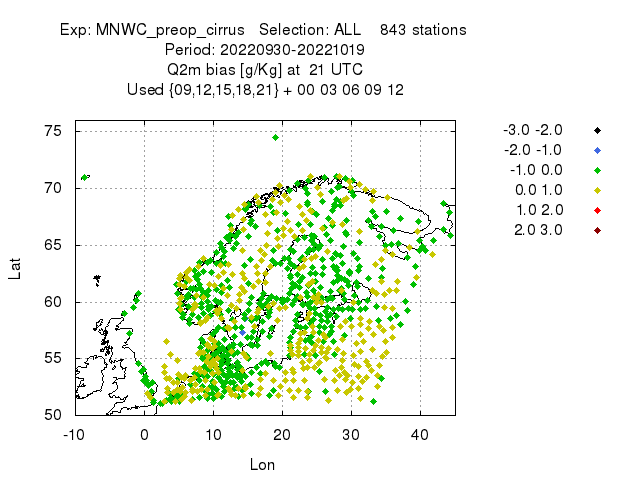 Exp: MNWC_preop_cirrus   Selection: ALL    843 stations
Period: 20220930-20221019
Q2m bias [g/Kg] at  21 UTC
Used {09,12,15,18,21} + 00 03 06 09 12
-3.0 -2.0
-2.0 -1.0
-1.0 0.0
0.0 1.0
1.0 2.0
2.0 3.0
75
70
65
60
55
50
Lat
-10 0 10 20 30 40
Lon